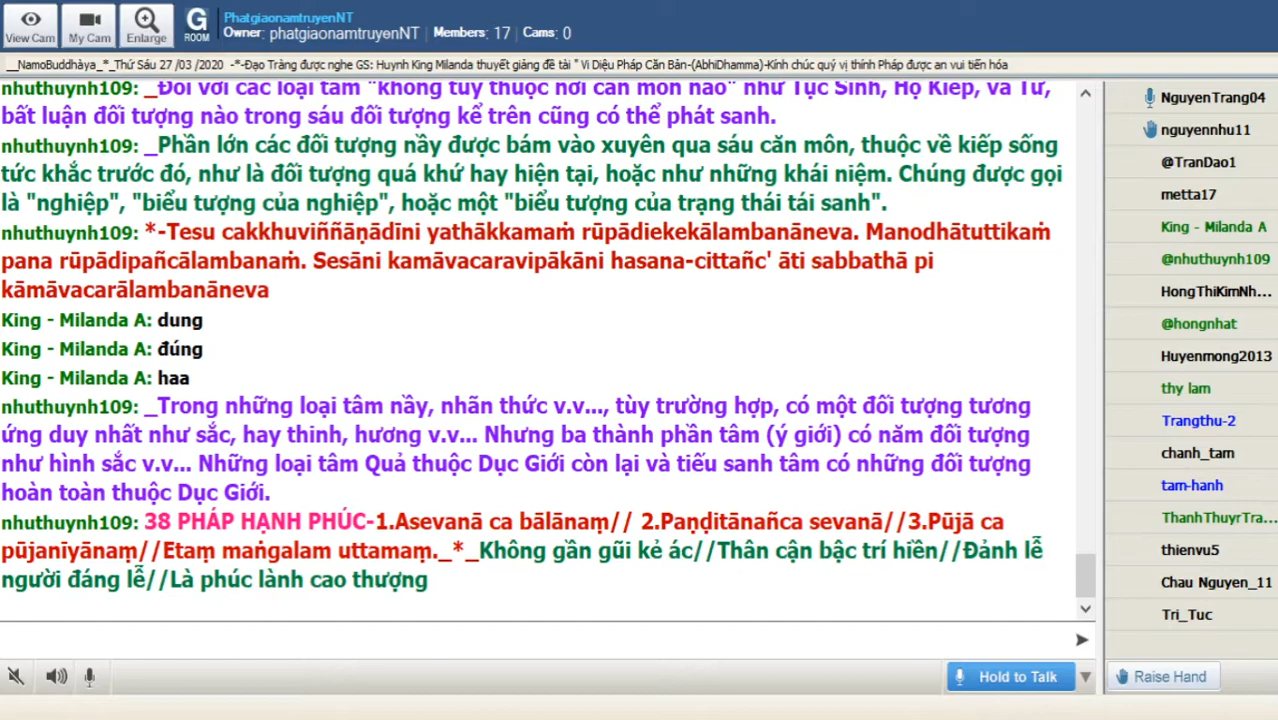 View Cam
My Cam
Enlarge
G
ROOM
PhatgiaonamtruyenNT
Owner: phatgiaonamtruyenNT | Members: 17 | Cams: 0
__NamoBuddhàya_*_Thứ Sáu 27 /03 /2020 -*-Đạo Tràng được nghe GS: Huynh King Milanda thuyết giảng đề tài " Vi Diệu Pháp Căn Bản-(AbhiDhamma)-Kính chúc quý vị thính Pháp được an vui tiến hóa
nhuthuynh109: _Đối với các loại tâm "không tùy thuộc nơi căn môn nào" như Tục Sinh, Hộ Kiếp, và Tử,
bất luận đối tượng nào trong sáu đối tượng kể trên cũng có thể phát sanh.
nhuthuynh109: _Phần lớn các đối tượng nầy được bám vào xuyên qua sáu căn môn, thuộc về kiếp sống
tức khắc trước đó, như là đối tượng quá khứ hay hiện tại, hoặc như những khái niệm. Chúng được gọi
là "nghiệp", "biểu tượng của nghiệp", hoặc một "biểu tượng của trạng thái tái sanh".
nhuthuynh109: *-Tesu cakkhuviññāṇādīni yathākkamaṁ rūpādiekekālambanāneva. Manodhātuttikaṁ
pana rūpādipañcālambanaṁ. Sesāni kamāvacaravipākāni hasana-cittañc' āti sabbathā pi
kāmāvacarālambanāneva
King - Milanda A: dung
King - Milanda A: đúng
King - Milanda A: haa
nhuthuynh109: _Trong những loại tâm nầy, nhãn thức v.v..., tùy trường hợp, có một đối tượng tương
ứng duy nhất như sắc, hay thinh, hương v.v... Nhưng ba thành phần tâm (ý giới) có năm đối tượng
như hình sắc v.v... Những loại tâm Quả thuộc Dục Giới còn lại và tiếu sanh tâm có những đối tượng
hoàn toàn thuộc Dục Giới.
nhuthuynh109: 38 PHÁP HẠNH PHÚC-1.Asevanā ca bālānaṃ// 2.Paṇḍitānañca sevanā//3.Pūjā ca
pūjanīyānaṃ//Etaṃ maṅgalam uttamaṃ._*_Không gần gũi kẻ ác//Thân cận bậc trí hiền//Đảnh lễ
người đáng lễ//Là phúc lành cao thượng
NguyenTrang04
nguyennhu11
@TranDao1
metta17
King - Milanda A
@nhuthuynh109
HongThiKimNh...
@hongnhat
Huyenmong2013
thy lam
Trangthu-2
chanh_tam
tam-hanh
ThanhThuyrTra...
thienvu5
Chau Nguyen_11
Tri_Tuc
Hold to Talk
Raise Hand